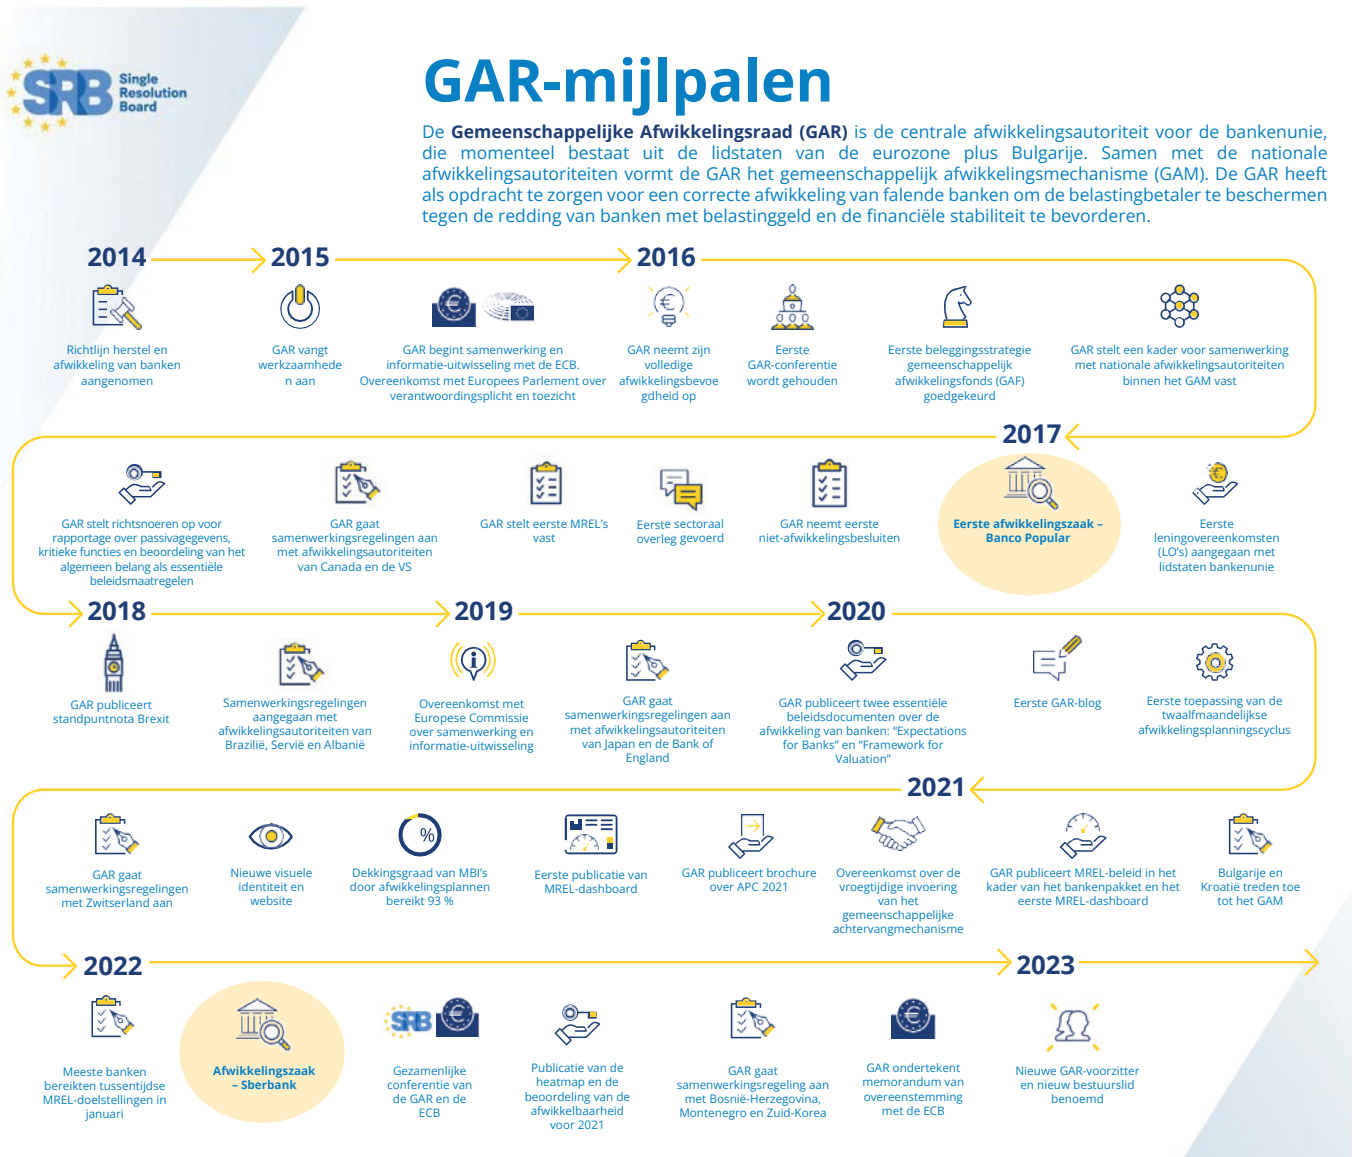 SRB
Single
Resolution
Board
GAR-mijlpalen
De Gemeenschappelijke Afwikkelingsraad (GAR) is de centrale afwikkelingsautoriteit voor de bankenunie,
die momenteel bestaat uit de lidstaten van de eurozone plus Bulgarije. Samen met de nationale
afwikkelingsautoriteiten vormt de GAR het gemeenschappelijk afwikkelingsmechanisme (GAM). De GAR heeft
als opdracht te zorgen voor een correcte afwikkeling van falende banken om de belastingbetaler te beschermen
tegen de redding van banken met belastinggeld en de financiële stabiliteit te bevorderen.
2014
2015
2016
Richtlijn herstel en
afwikkeling van banken
aangenomen
GAR vangt
werkzaamhede
n aan
GAR begint samenwerking en
informatie-uitwisseling met de ECB.
Overeenkomst met Europees Parlement over
verantwoordingsplicht en toezicht
GAR neemt zijn
volledige
afwikkelingsbevoe
gdheid op
Eerste
GAR-conferentie
wordt gehouden
Eerste beleggingsstrategie
gemeenschappelijk
afwikkelingsfonds (GAF)
goedgekeurd
GAR stelt een kader voor samenwerking
met nationale afwikkelingsautoriteiten
binnen het GAM vast
2017
GAR stelt richtsnoeren op voor
rapportage over passivagegevens,
kritieke functies en beoordeling van het
algemeen belang als essentiële
beleidsmaatregelen
GAR gaat
samenwerkingsregelingen aan
met afwikkelingsautoriteiten
van Canada en de VS
GAR stelt eerste MREL's
vast
Eerste sectoraal
overleg gevoerd
GAR neemt eerste
niet-afwikkelingsbesluiten
Eerste afwikkelingszaak –
Banco Popular
Eerste
leningovereenkomsten
(LO's) aangegaan met
lidstaten bankenunie
2018
2019
2020
GAR publiceert
standpuntnota Brexit
Samenwerkingsregelingen
aangegaan met
afwikkelingsautoriteiten van
Brazilië, Servië en Albanië
Overeenkomst met
Europese Commissie
over samenwerking en
informatie-uitwisseling
GAR gaat
samenwerkingsregelingen aan
met afwikkelingsautoriteiten
van Japan en de Bank of
England
GAR publiceert twee essentiële
beleidsdocumenten over de
afwikkeling van banken: “Expectations
for Banks” en “Framework for
Valuation”
Eerste GAR-blog
Eerste toepassing van de
twaalfmaandelijkse
afwikkelingsplanningscyclus
2021
GAR gaat
samenwerkingsregelingen
met Zwitserland aan
Nieuwe visuele
identiteit en
website
%
Dekkingsgraad van MBI's
door afwikkelingsplannen
bereikt 93 %
Eerste publicatie van
MREL-dashboard
GAR publiceert brochure
over APC 2021
Overeenkomst over de
vroegtijdige invoering
van het
gemeenschappelijke
achtervangmechanisme
GAR publiceert MREL-beleid in het
kader van het bankenpakket en het
eerste MREL-dashboard
Bulgarije en
Kroatië treden toe
tot het GAM
2022
2023
Meeste banken
bereikten tussentijdse
MREL-doelstellingen in
januari
Afwikkelingszaak
– Sberbank
SRB
Gezamenlijke
conferentie van
de GAR en de
ECB
Publicatie van de
heatmap en de
beoordeling van de
afwikkelbaarheid
voor 2021
GAR gaat
samenwerkingsregeling aan
met Bosnië-Herzegovina,
Montenegro en Zuid-Korea
GAR ondertekent
memorandum van
overeenstemming
met de ECB
Nieuwe GAR-voorzitter
en nieuw bestuurslid
benoemd